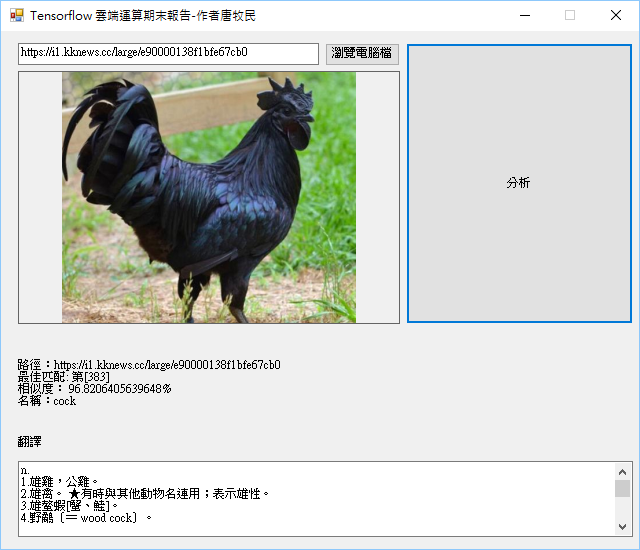 Tensorflow 雲端運算期末報告-作者唐牧民
https://i1.kknews.cc/large/e90000138f1bfe67cb0
瀏覽電腦檔
分析
路徑：https://i1.kknews.cc/large/e90000138f1bfe67cb0
最佳匹配: 第[383]
相似度： 96.8206405639648%
名稱：cock
翻譯
n.
1.雄雞，公雞。
2.雄禽。 ★有時與其他動物名連用；表示雄性。
3.雄螯蝦[蟹、鮭]。
4.野鷸〔＝ wood cock〕。